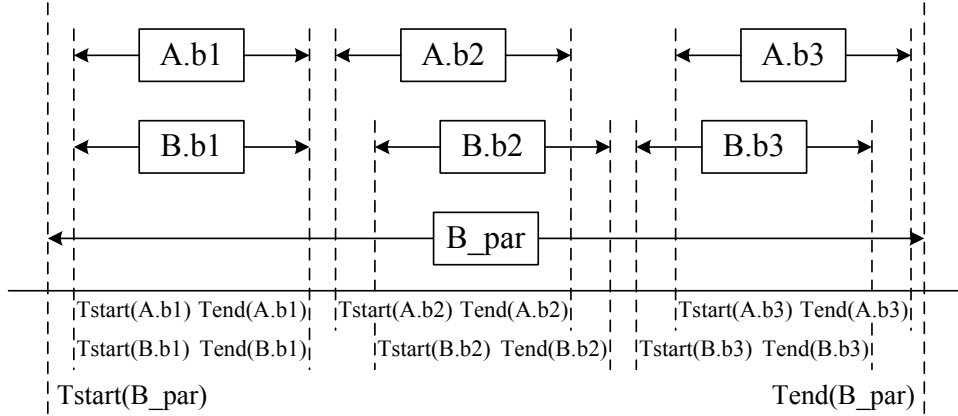 A.b1 A.b2 A.b3
B.b1 B.b2 B.b3
B_par
Tstart(A.b1) Tend(A.b1) Tstart(A.b2) Tend(A.b2) Tstart(A.b3) Tend(A.b3)
Tstart(B.b1) Tend(B.b1) Tstart(B.b2) Tend(B.b2) Tstart(B.b3) Tend(B.b3)
Tstart(B_par) Tend(B_par)